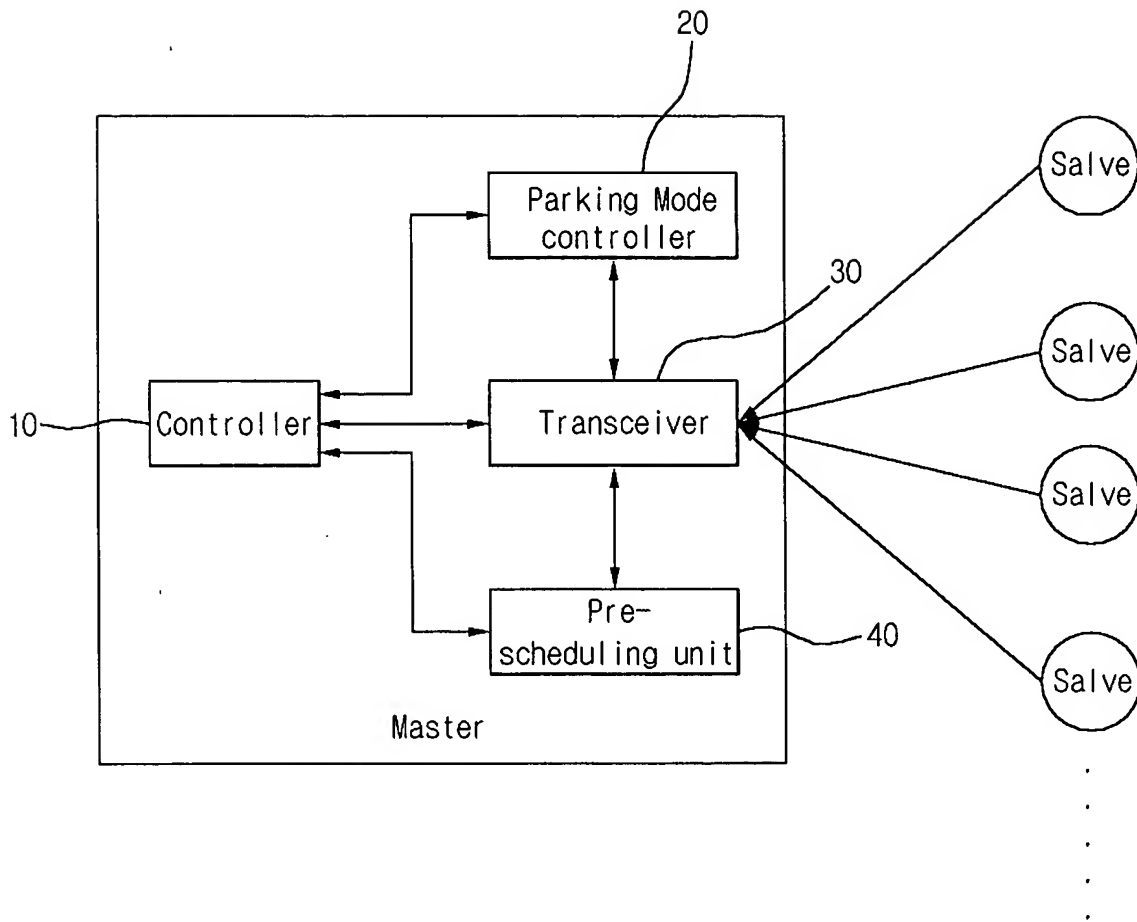 20
Salve
Parking Mode
controller
30
Salve
10
Controller
Transceiver
Salve
Pre-
scheduling unit
40
Salve
Master